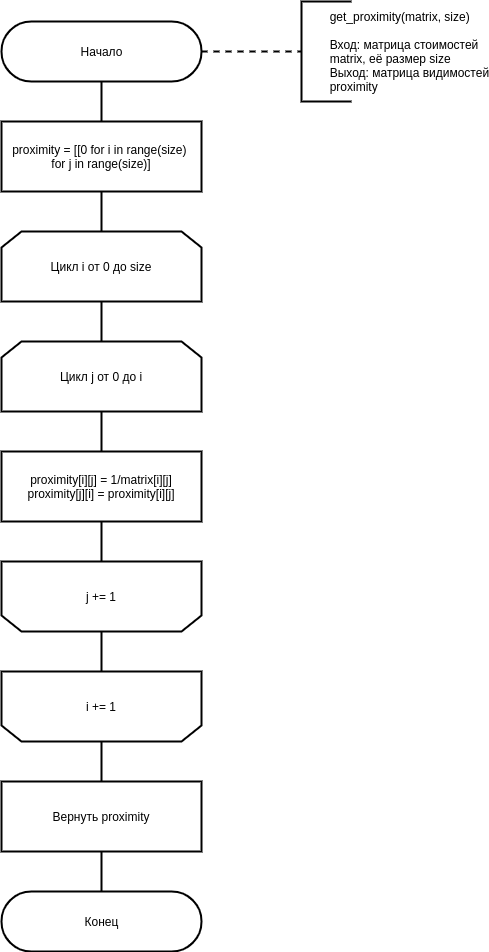 Начало
get_proximity(matrix, size)
Вход: матрица стоимостей
matrix, её размер size
Выход: матрица видимостей
proximity
proximity = [[0 for i in range(size)
for j in range(size)]
Цикл i от 0 до size
Цикл j от 0 до i
proximity[i][j] = 1/matrix[i][j]
proximity[j][i] = proximity[i][j]
j += 1
i += 1
Вернуть proximity
Конец